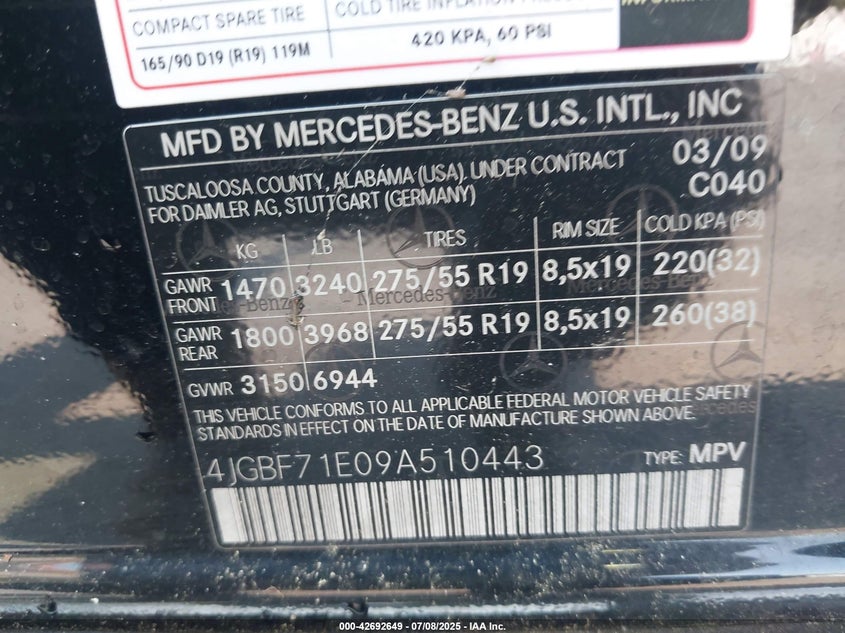 COMPACT SPARE TIRE
COLD TIRE INFLATION
165/90 D19 (R19) 119M
420 KPA, 60 PSI
MFD BY MERCEDES-BENZ U.S. INTL., INC
TUSCALOOSA COUNTY, ALABAMA (USA) UNDER CONTRACT 03/09
FOR DAIMLER AG, STUTTGART (GERMANY) C040
KG LB TIRES RIM SIZE COLD KPA (PSI)
GAWR FRONT 1470 3240 275/55 R19 8,5x19 220(32)
Mercedes-Benz
GAWR REAR 1800 3968 275/55 R19 8,5x19 260(38)
GVWR 3150 6944
THIS VEHICLE CONFORMS TO ALL APPLICABLE FEDERAL MOTOR VEHICLE SAFETY
STANDARDS IN EFFECT ON THE DATE OF MANUFACTURE SHOWN ABOVE.
4JGBF71E09A510443 TYPE: MPV
000-42692649 - 07/08/2025 - IAA Inc.